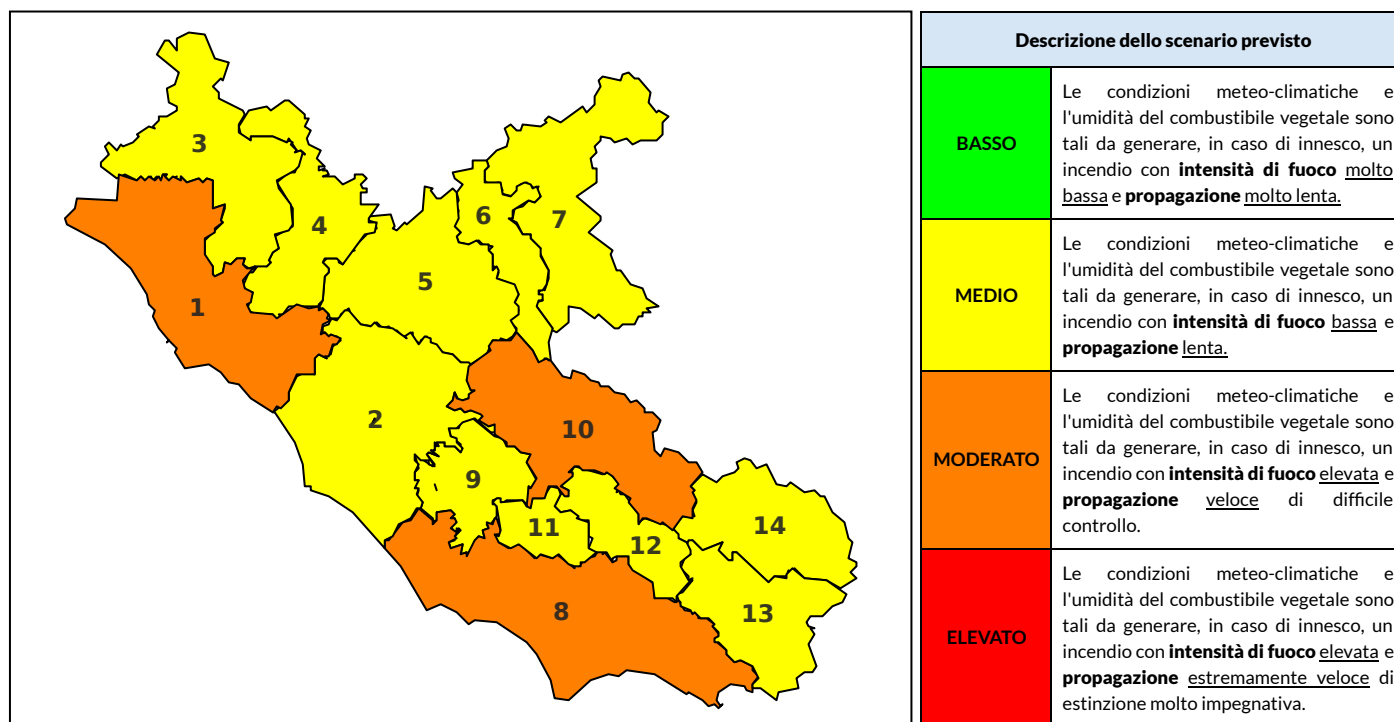 3
4
6
7
5
1
2
10
9
11
12
14
8
13
Descrizione dello scenario previsto
BASSO
Le condizioni meteo-climatiche e
l'umidità del combustibile vegetale sono
tali da generare, in caso di innesco, un
incendio con intensità di fuoco molto
bassa e propagazione molto lenta.
MEDIO
Le condizioni meteo-climatiche e
l'umidità del combustibile vegetale sono
tali da generare, in caso di innesco, un
incendio con intensità di fuoco bassa e
propagazione lenta.
MODERATO
Le condizioni meteo-climatiche e
l'umidità del combustibile vegetale sono
tali da generare, in caso di innesco, un
incendio con intensità di fuoco elevata e
propagazione veloce di difficile
controllo.
ELEVATO
Le condizioni meteo-climatiche e
l'umidità del combustibile vegetale sono
tali da generare, in caso di innesco, un
incendio con intensità di fuoco elevata e
propagazione estremamente veloce di
estinzione molto impegnativa.